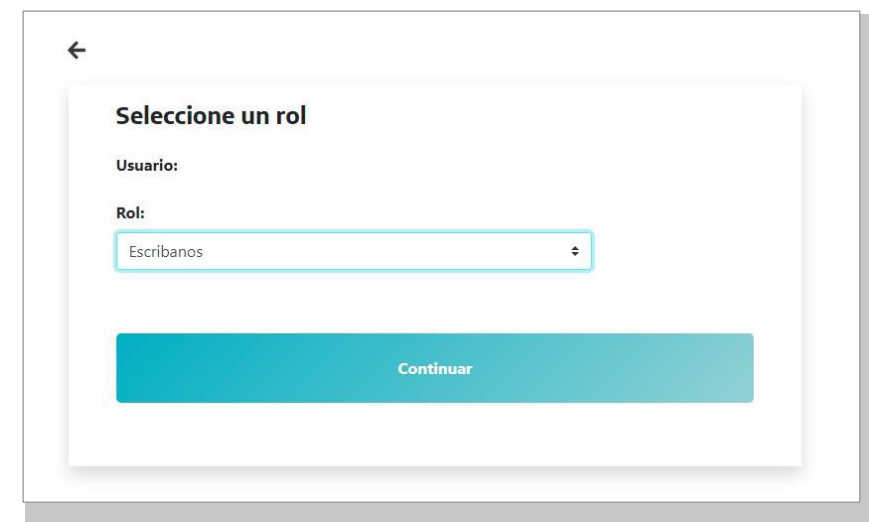 Seleccione un rol
Usuario:
Rol:
Escribanos
Continuar